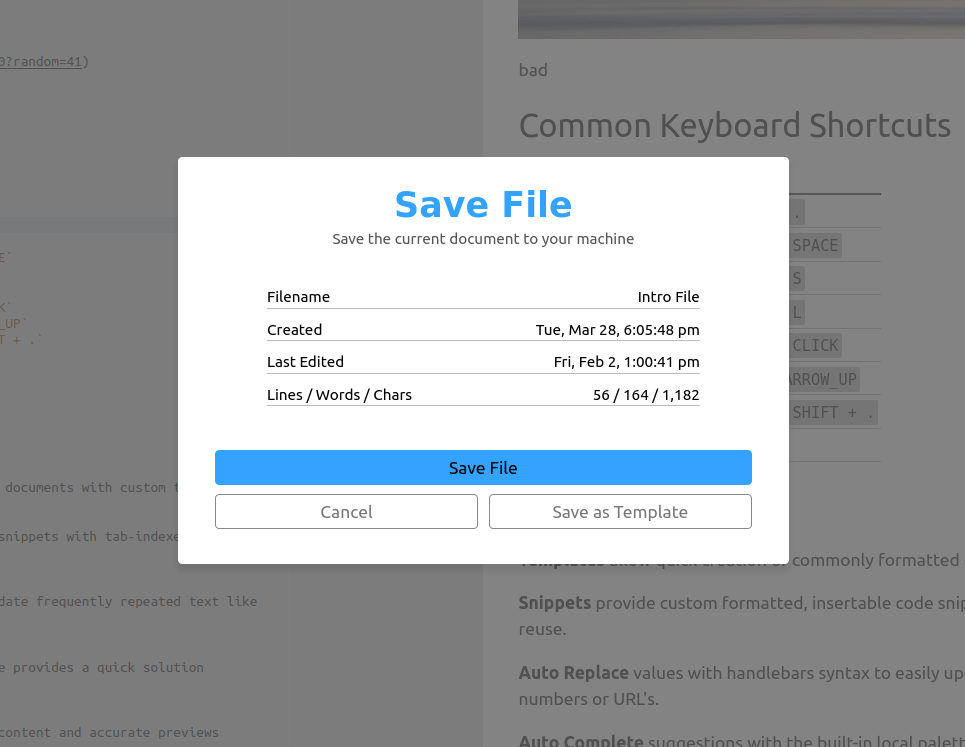 0?random=41)
bad
Common Keyboard Shortcuts
Save File
Save the current document to your machine
Filename Intro File
Created Tue, Mar 28, 6:05:48 pm
Last Edited Fri, Feb 2, 1:00:41 pm
Lines / Words / Chars 56 / 164 / 1,182
Save File
Cancel Save as Template
E`
K`
_UP`
T + .`
documents with custom
snippets with tab-indexe
date frequently repeated text like
e provides a quick solution
content and accurate previews
.
SPACE
S
L
CLICK
ARROW_UP
SHIFT + .
Templates allow quick creation of commonly formatted
Snippets provide custom formatted, insertable code snip
reuse.
Auto Replace values with handlebars syntax to easily up
numbers or URL's.
Auto Complete suggestions with the built-in local palett